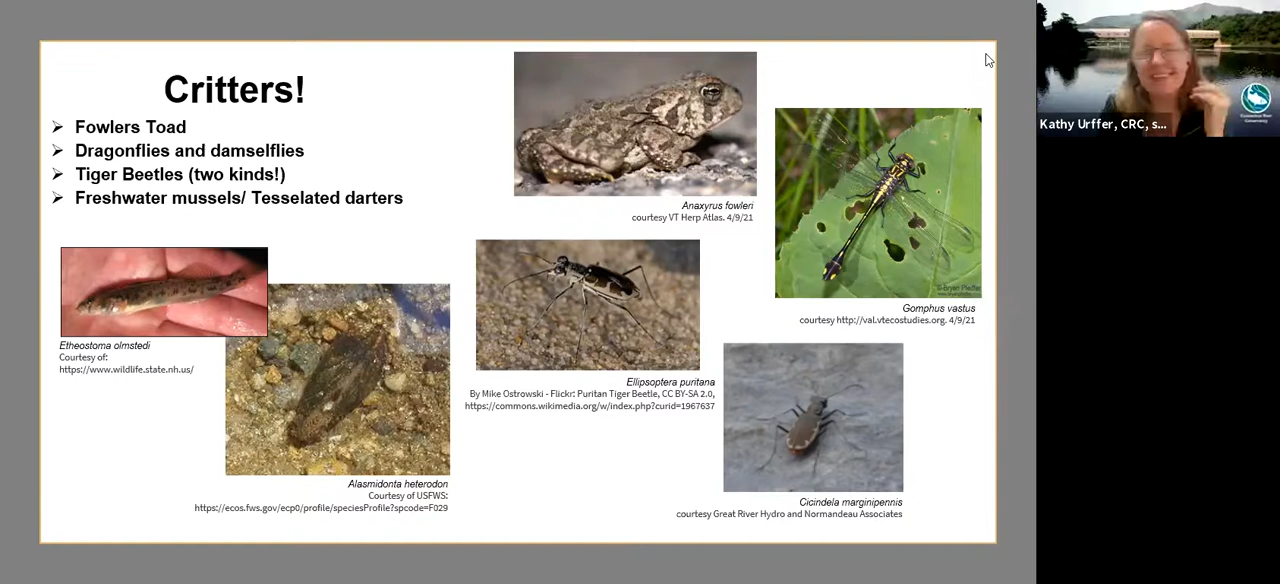 Critters!
➢ Fowlers Toad
➢ Dragonflies and damselflies
➢ Tiger Beetles (two kinds!)
➢ Freshwater mussels/ Tesselated darters
Anaxyrus fowleri
courtesy VT Herp Atlas. 4/9/21
Gomphus vastus
courtesy http://val.vtecostudies.org. 4/9/21
Etheostoma olmstedi
Courtesy of:
https://www.wildlife.state.nh.us/
Ellipsoptera puritana
By Mike Ostrowski - Flickr: Puritan Tiger Beetle, CC BY-SA 2.0,
https://commons.wikimedia.org/w/index.php?curid=1967637
Alasmidonta heterodon
Courtesy of USFWS:
https://ecos.fws.gov/ecp0/profile/speciesProfile?spcode=F029
Cicindela marginipennis
courtesy Great River Hydro and Normandeau Associates
Kathy Urffer, CRC, s...
© Bryan Pfeiffer